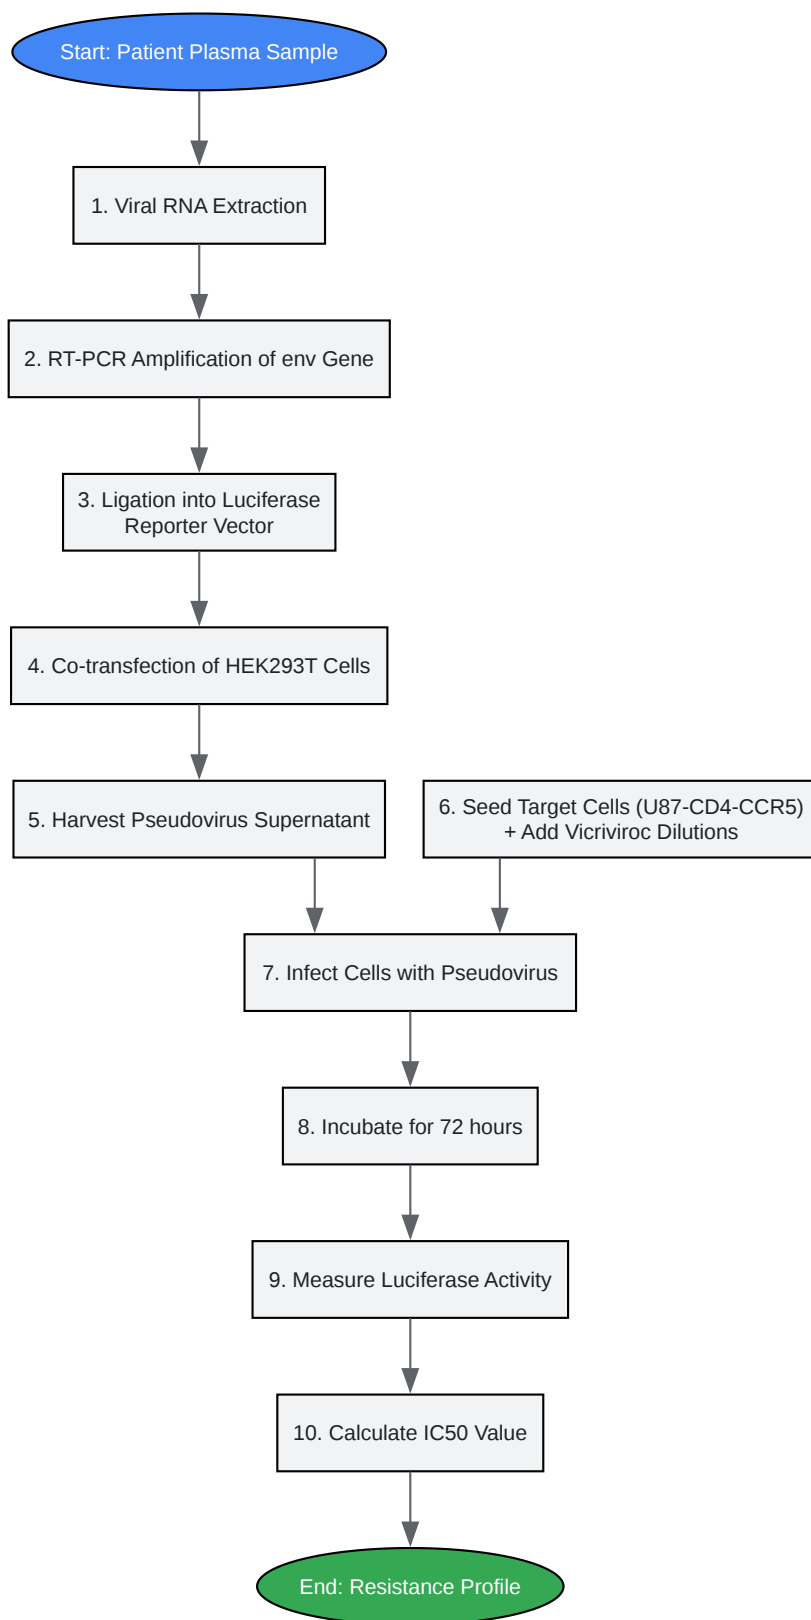 Start: Patient Plasma Sample
1. Viral RNA Extraction
2. RT-PCR Amplification of env Gene
3. Ligation into Luciferase
Reporter Vector
4. Co-transfection of HEK293T Cells
5. Harvest Pseudovirus Supernatant
6. Seed Target Cells (U87-CD4-CCR5)
+ Add Vicriviroc Dilutions
7. Infect Cells with Pseudovirus
8. Incubate for 72 hours
9. Measure Luciferase Activity
10. Calculate IC50 Value
End: Resistance Profile